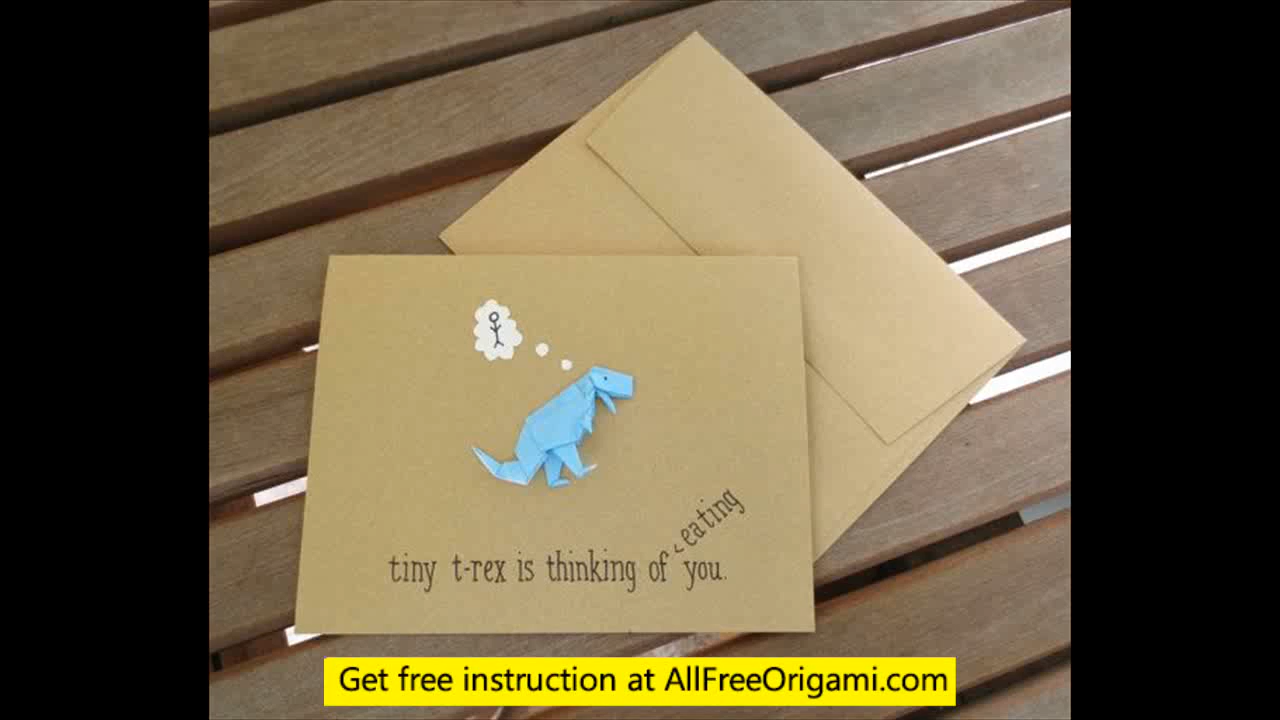 eating
tiny t-rex is thinking of you.
Get free instruction at AllFreeOrigami.com